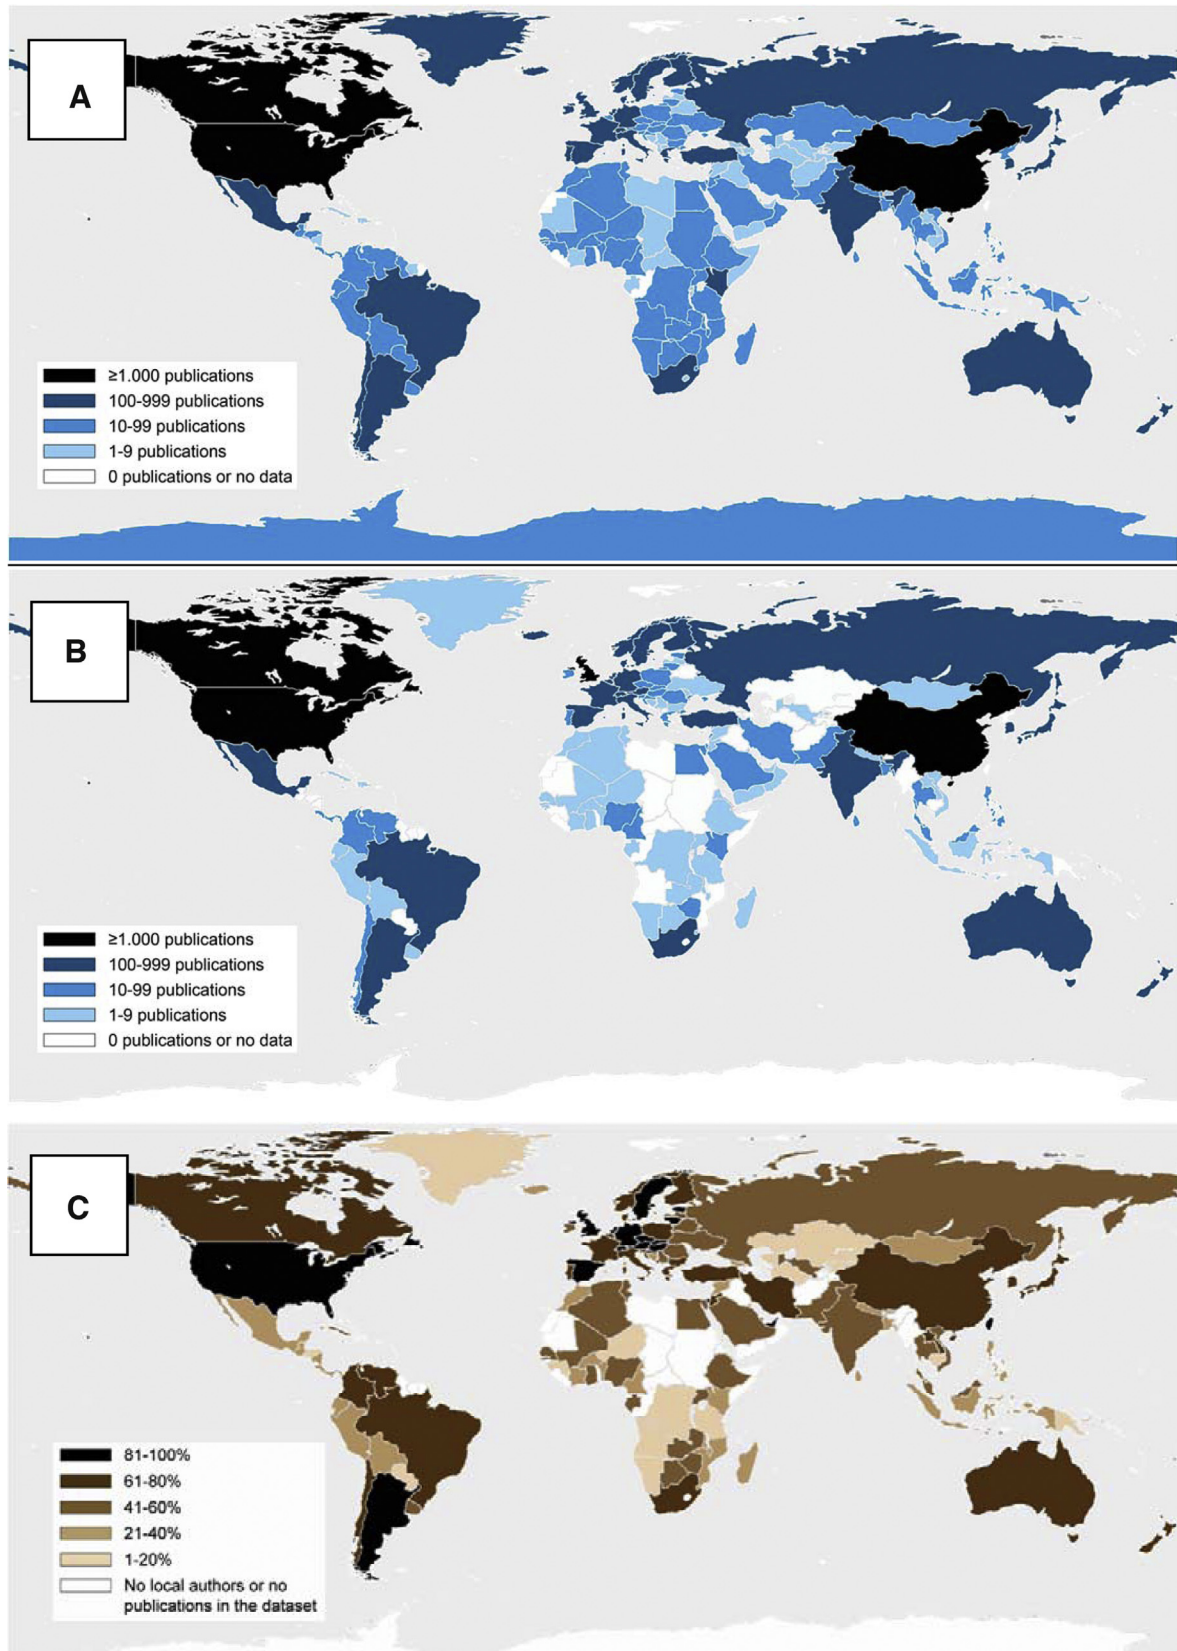 A
≥1.000 publications
100-999 publications
10-99 publications
1-9 publications
0 publications or no data
B
≥1.000 publications
100-999 publications
10-99 publications
1-9 publications
0 publications or no data
C
81-100%
61-80%
41-60%
21-40%
1-20%
No local authors or no
publications in the dataset